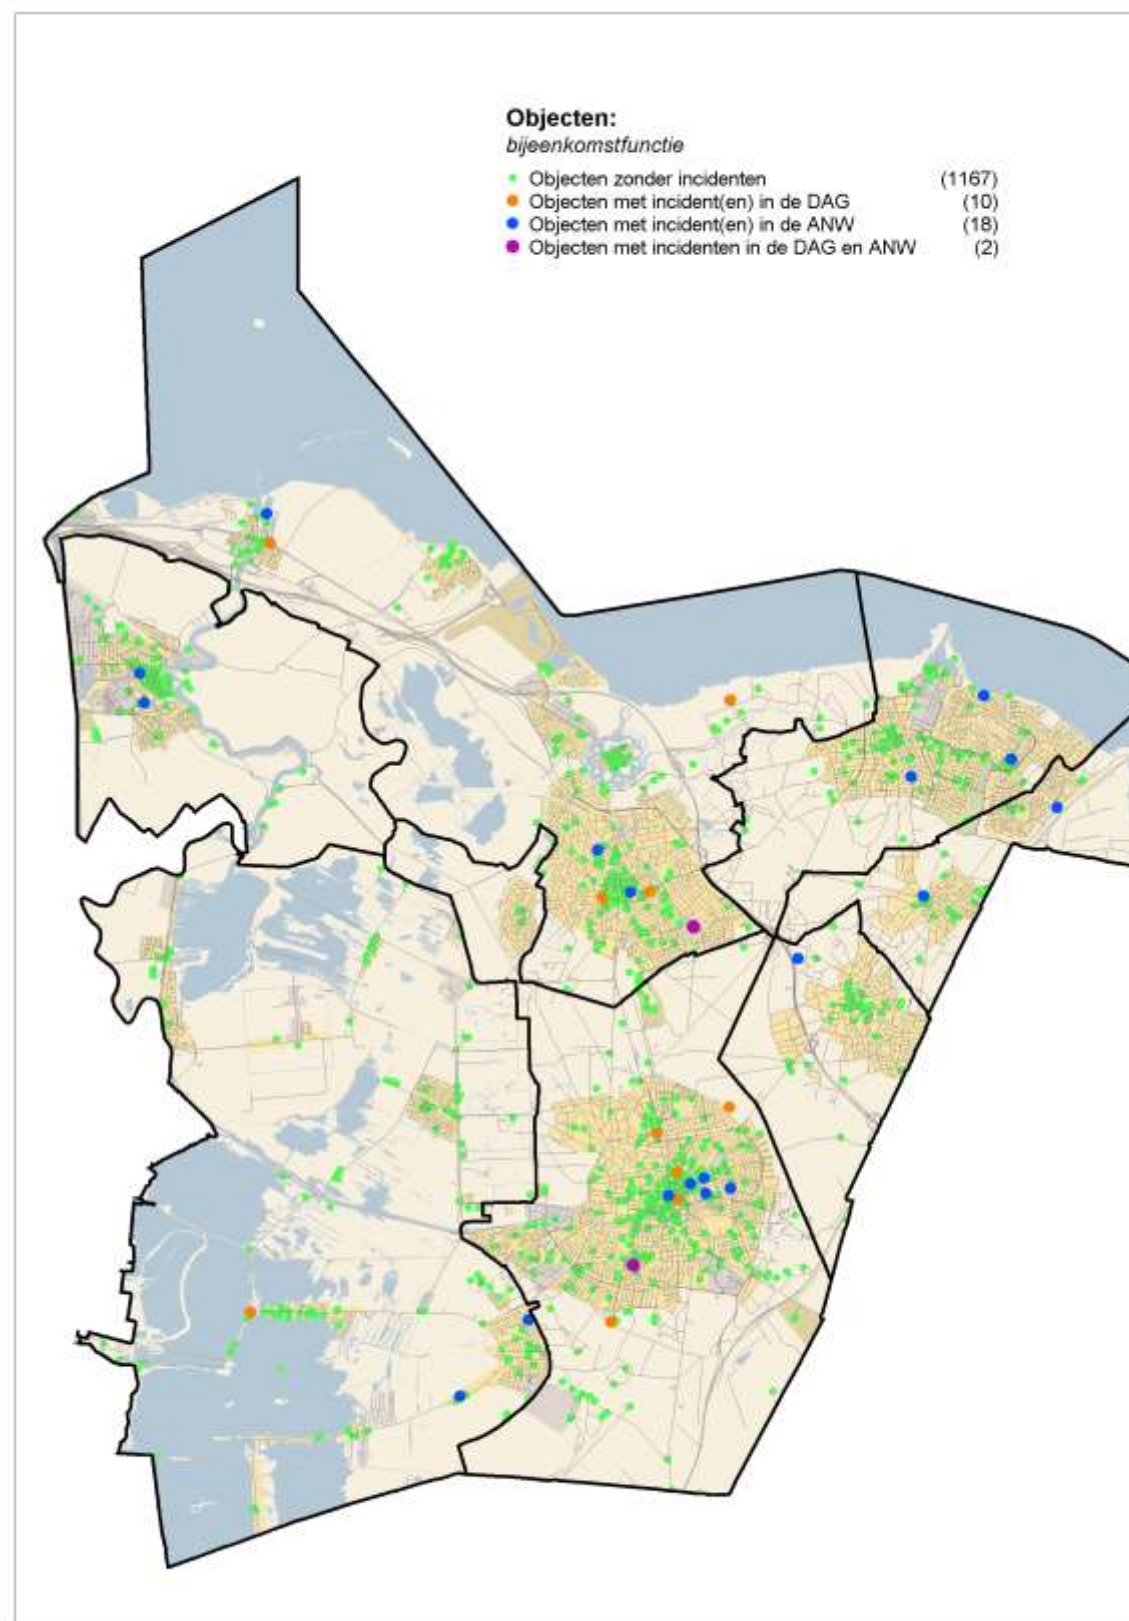 Objecten:
bijeenkomstfunctie
Objecten zonder incidenten (1167)
Objecten met incident(en) in de DAG (10)
Objecten met incident(en) in de ANW (18)
Objecten met incidenten in de DAG en ANW (2)